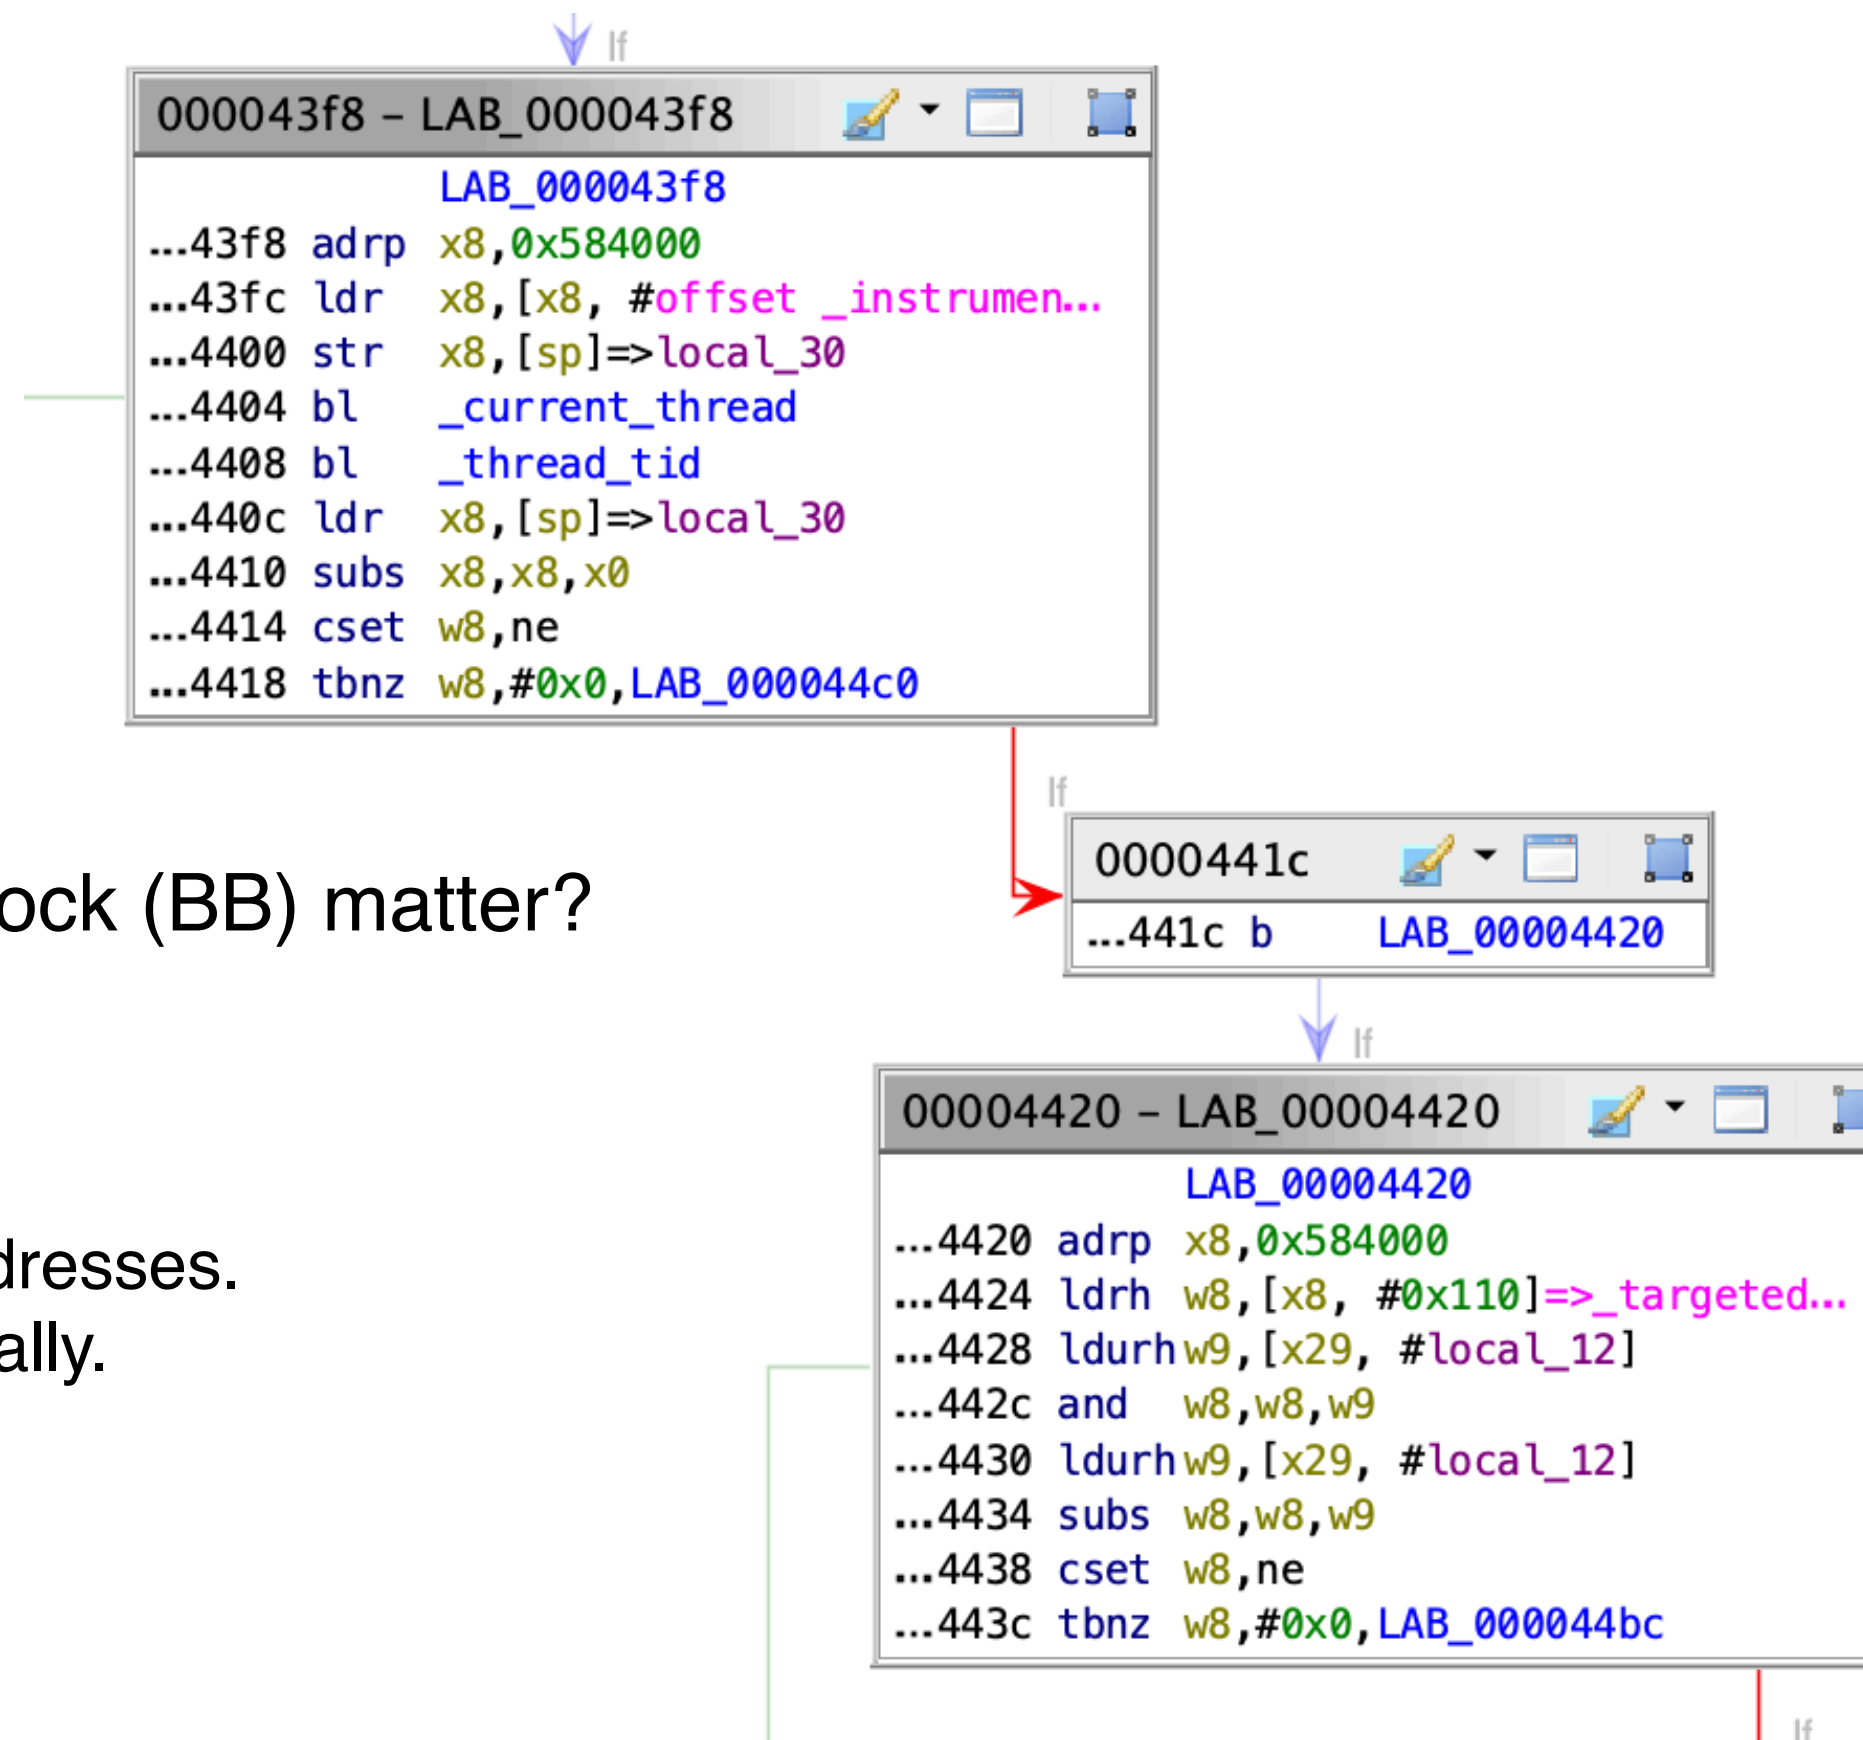 If
000043f8 – LAB_000043f8
LAB_000043f8
...43f8 adrp x8,0x584000
...43fc ldr x8,[x8, #offset _instrumen...
...4400 str x8,[sp]=>local_30
...4404 bl _current_thread
...4408 bl _thread_tid
...440c ldr x8,[sp]=>local_30
...4410 subs x8,x8,x0
...4414 cset w8,ne
...4418 tbnz w8,#0x0,LAB_000044c0
If
0000441c
...441c b LAB_00004420
ock (BB) matter?
If
00004420 – LAB_00004420
LAB_00004420
...4420 adrp x8,0x584000
...4424 ldrh w8,[x8, #0x110]=>_targeted...
...4428 ldurh w9,[x29, #local_12]
...442c and w8,w8,w9
...4430 ldurh w9,[x29, #local_12]
...4434 subs w8,w8,w9
...4438 cset w8,ne
...443c tbnz w8,#0x0,LAB_000044bc
dresses.
ally.
If